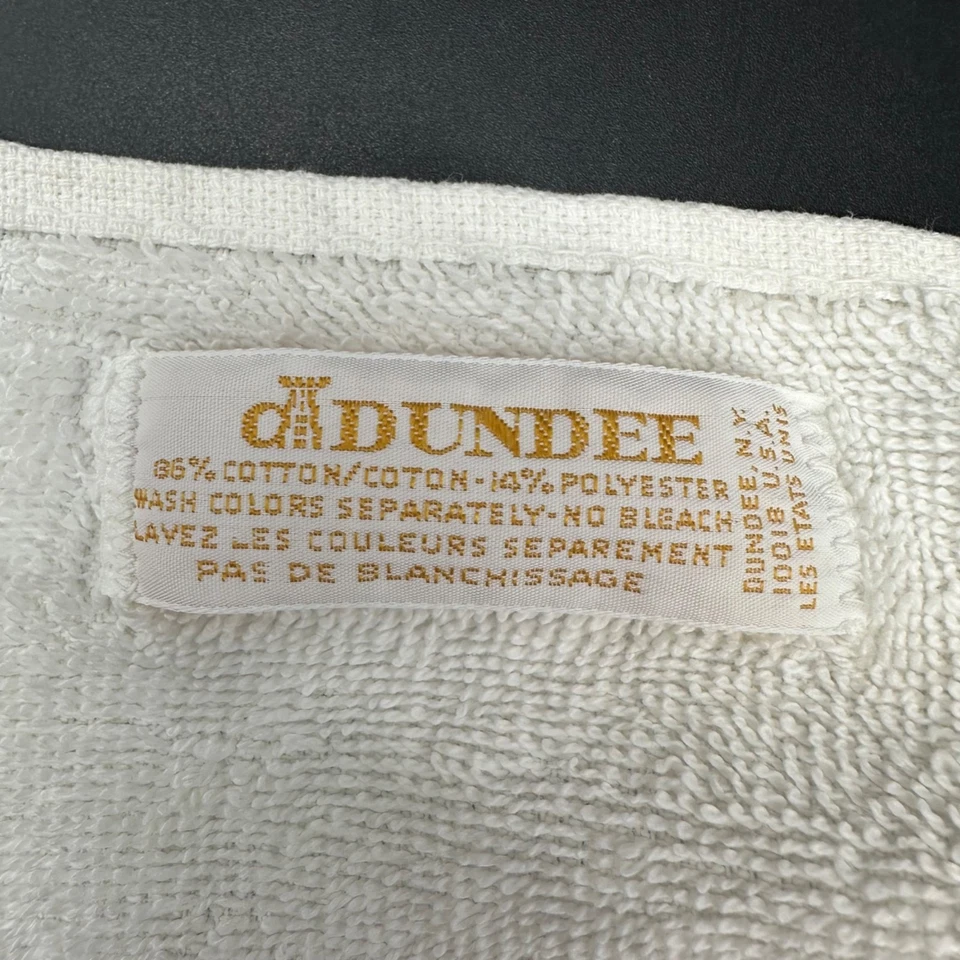 d DUNDEE
86% COTTON/COTON-14% POLYESTER
WASH COLORS SEPARATELY-NO BLEACH
LAVEZ LES COULEURS SEPAREMENT
PAS DE BLANCHISSAGE
DUNDEE, N.Y.
10018 U.S.A.
LES ETATS UNIS